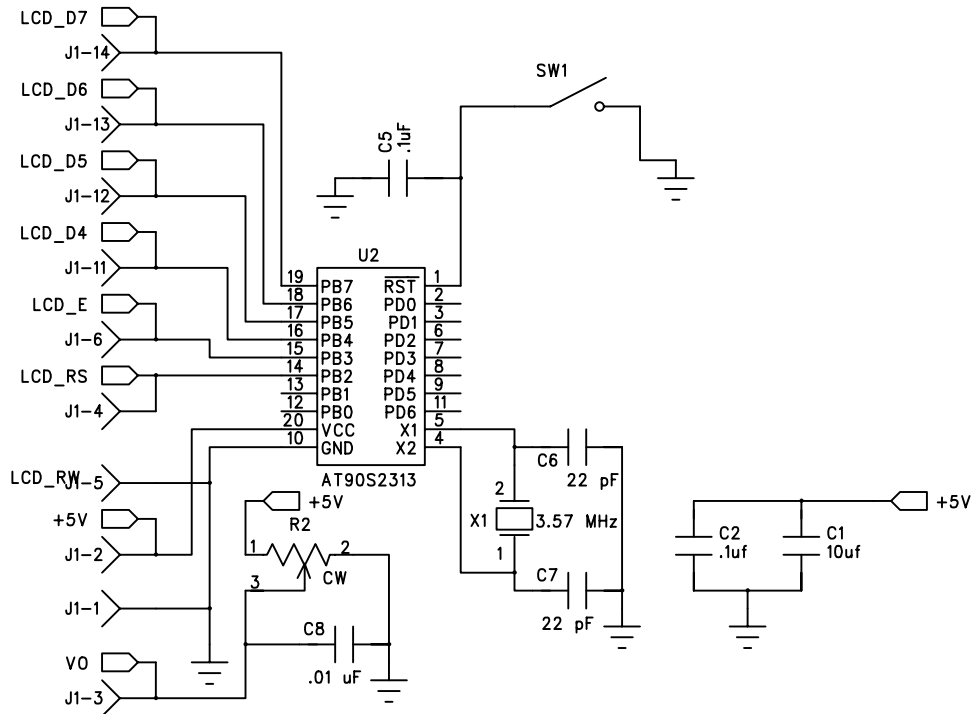 LCD_D7
J1-14
LCD_D6
J1-13
LCD_D5
J1-12
LCD_D4
J1-11
LCD_E
J1-6
LCD_RS
J1-4
LCD_RW
J1-5
+5V
J1-2
J1-1
VO
J1-3
SW1
C5
.1uF
U2
19 PB7 RST 1
18 PB6 PD0 2
17 PB5 PD1 3
16 PB4 PD2 6
15 PB3 PD3 7
14 PB2 PD4 8
13 PB1 PD5 9
12 PB0 PD6 11
20 VCC X1 5
10 GND X2 4
AT90S2313
+5V
R2
1 2
CW
3
C8
.01 uF
C6
22 pF
2
X1 3.57 MHz
1
C7
22 pF
+5V
C2
.1uf
C1
10uf